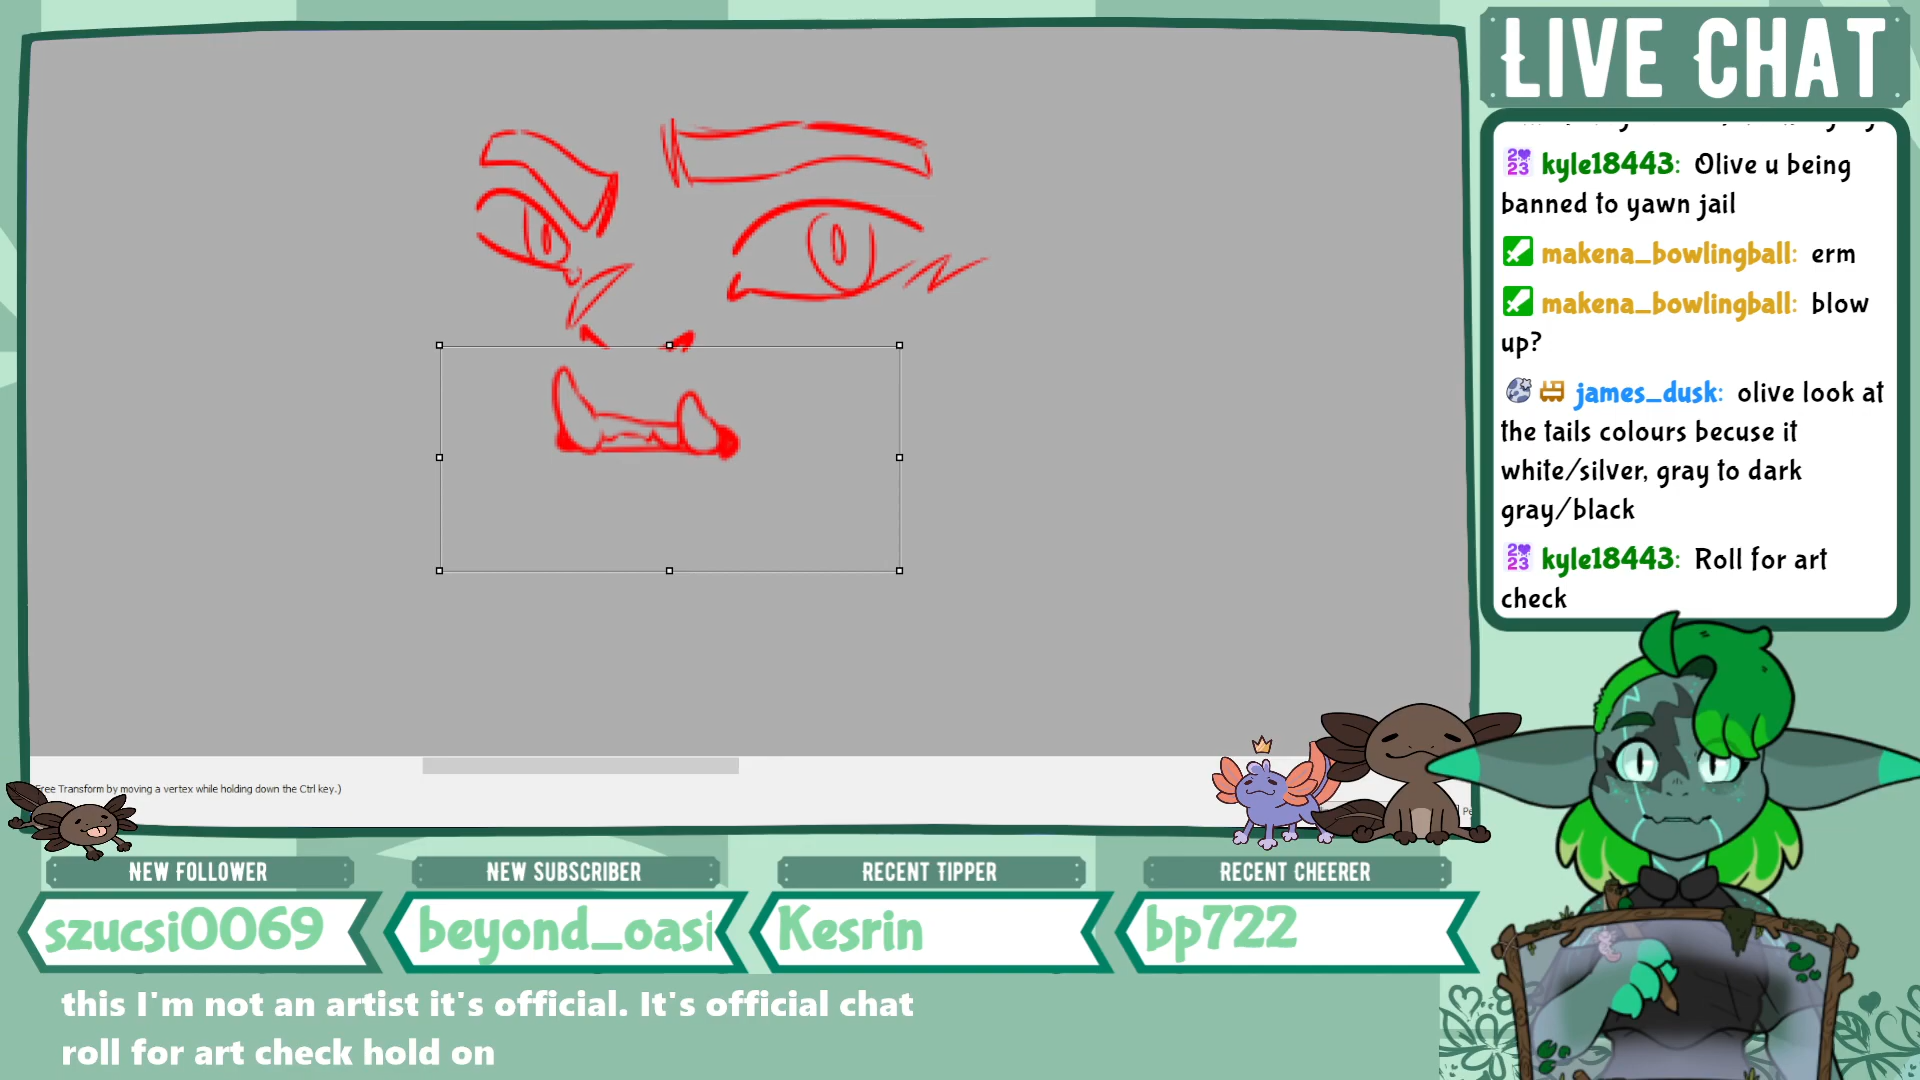 LIVE CHAT
kyle18443: Olive u being
banned to yawn jail
makena_bowlingball: erm
makena_bowlingball: blow
up?
james_dusk: olive look at
the tails colours becuse it
white/silver, gray to dark
gray/black
kyle18443: Roll for art
check
Free Transform by moving a vertex while holding down the Ctrl key.)
NEW FOLLOWER
NEW SUBSCRIBER
RECENT TIPPER
RECENT CHEERER
szucsi0069
beyond_oasi
Kesrin
bp722
this I'm not an artist it's official. It's official chat
roll for art check hold on